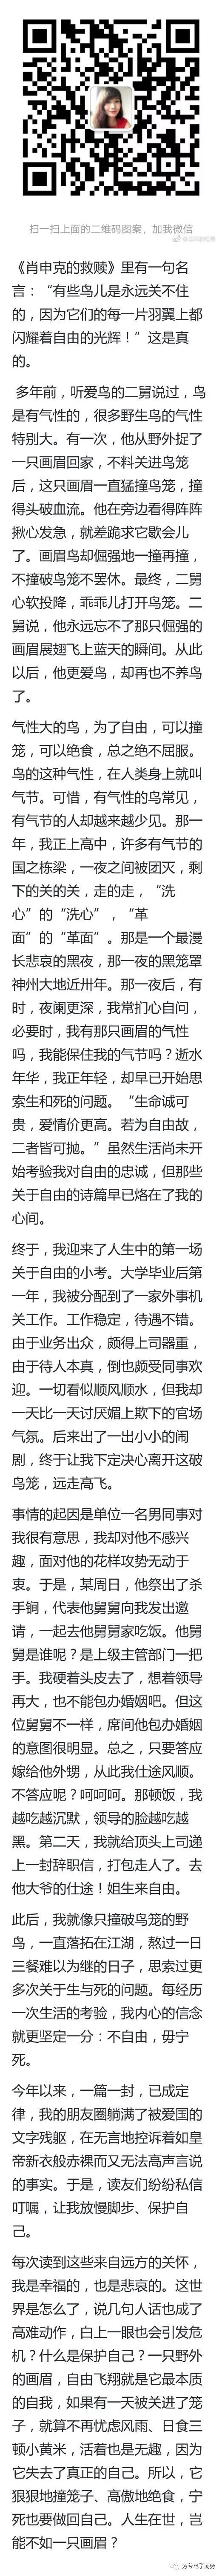 扫一扫上面的二维码图案，加我微信
《肖申克的救赎》里有一句名
言：“有些鸟儿是永远关不住
的，因为它们的每一片羽翼上都
闪耀着自由的光辉！”这是真
的。
多年前，听爱鸟的二舅说过，鸟
是有气性的，很多野生鸟的气性
特别大。有一次，他从野外捉了
一只画眉回家，不料关进鸟笼
后，这只画眉一直猛撞鸟笼，撞
得头破血流。他在旁边看得阵阵
揪心发急，就差跪求它歇会儿
了。画眉鸟却倔强地一撞再撞，
不撞破鸟笼不罢休。最终，二舅
心软投降，乖乖儿打开鸟笼。二
舅说，他永远忘不了那只倔强的
画眉展翅飞上蓝天的瞬间。从此
以后，他更爱鸟，却再也不养鸟
了。
气性大的鸟，为了自由，可以撞
笼，可以绝食，总之绝不屈服。
鸟的这种气性，在人类身上就叫
气节。可惜，有气性的鸟常见，
有气节的人却越来越少见。那一
年，我正上高中，许多有气节的
国之栋梁，一夜之间被团灭，剩
下的关的关，走的走，“洗
心”的“洗心”，“革
面”的“革面”。那是一个最漫
长悲哀的黑夜，那一夜的黑笼罩
神州大地近卅年。那一夜后，有
时，夜阑更深，我常扪心自问，
必要时，我有那只画眉的气性
吗，我能保住我的气节吗？逝水
年华，我正年轻，却早已开始思
索生和死的问题。“生命诚可
贵，爱情价更高。若为自由故，
二者皆可抛。”虽然生活尚未开
始考验我对自由的忠诚，但那些
关于自由的诗篇早已烙在了我的
心间。
终于，我迎来了人生中的第一场
关于自由的小考。大学毕业后第
一年，我被分配到了一家外事机
关工作。工作稳定，待遇不错。
由于业务出众，颇得上司器重，
由于待人本真，倒也颇受同事欢
迎。一切看似顺风顺水，但我却
一天比一天讨厌媚上欺下的官场
气氛。后来出了一出小小的闹
剧，终于让我下定决心离开这破
鸟笼，远走高飞。
事情的起因是单位一名男同事对
我很有意思，我却对他不感兴
趣，面对他的花样攻势无动于
衷。于是，某周日，他祭出了杀
手锏，代表他舅舅向我发出邀
请，一起去他舅舅家吃饭。他舅
舅是谁呢？是上级主管部门一把
手。我硬着头皮去了，想着领导
再大，也不能包办婚姻吧。但这
位舅舅不一样，席间他包办婚姻
的意图很明显。总之，只要答应
嫁给他外甥，从此我仕途风顺。
不答应呢？呵呵呵。那顿饭，我
越吃越沉默，领导的脸越吃越
黑。第二天，我就给顶头上司递
上一封辞职信，打包走人了。去
他大爷的仕途！姐生来自由。
此后，我就像只撞破鸟笼的野
鸟，一直落拓在江湖，熬过一日
三餐难以为继的日子，思索过更
多次关于生与死的问题。每经历
一次生活的考验，我内心的信念
就更坚定一分：不自由，毋宁
死。
今年以来，一篇一封，已成定
律，我的朋友圈躺满了被爱国的
文字残躯，在无言地控诉着如皇
帝新衣般赤裸而又无法高声言说
的事实。于是，读友们纷纷私信
叮嘱，让我放慢脚步、保护自
己。
每次读到这些来自远方的关怀，
我是幸福的，也是悲哀的。这世
界是怎么了，说几句人话也成了
高难动作，白上一眼也会引发危
机？什么是保护自己？一只野外
的画眉，自由飞翔就是它最本质
的自我，如果有一天被关进了笼
子，就算不再忧虑风雨、日食三
顿小黄米，活着也是无趣，因为
它失去了真正的自己。所以，它
狠狠地撞笼子、高傲地绝食，宁
死也要做回自己。人生在世，岂
能不如一只画眉？